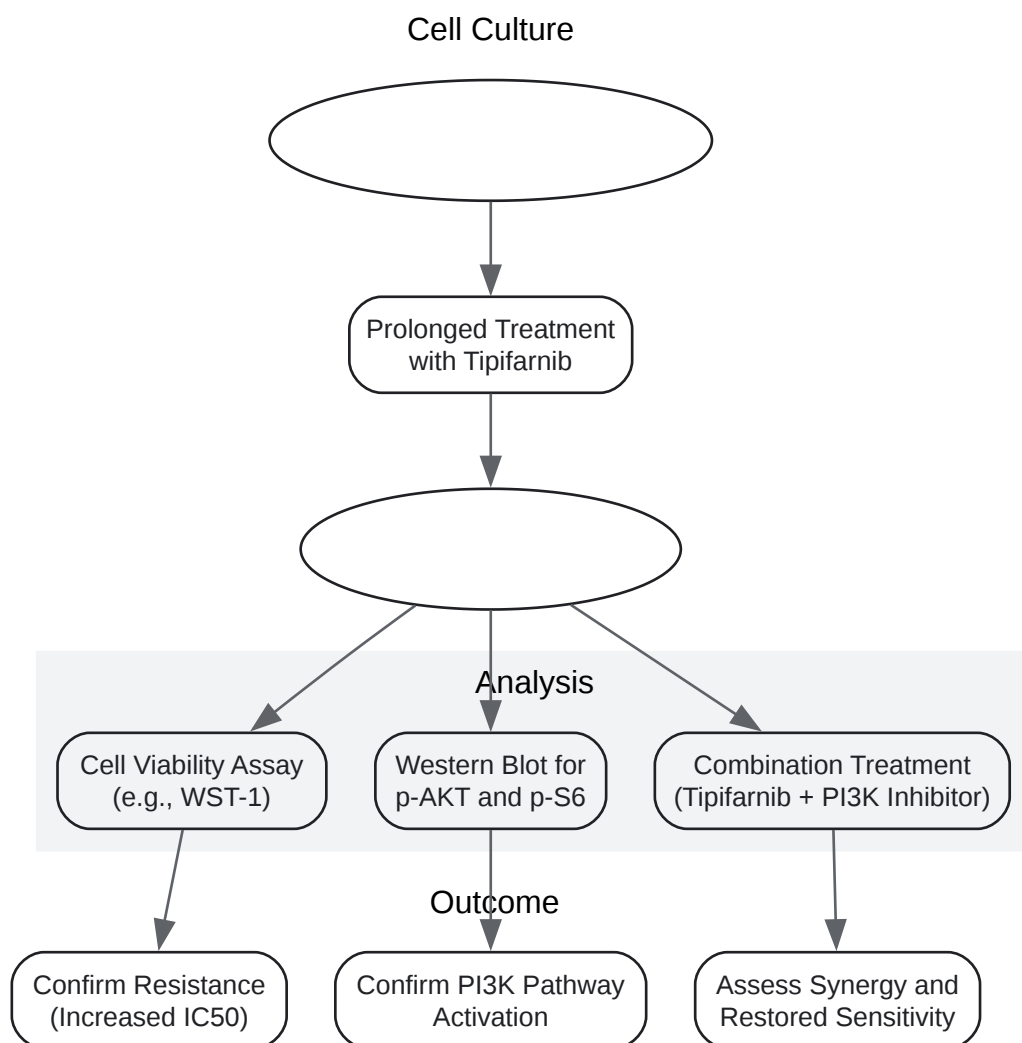 Cell Culture
Prolonged Treatment
with Tipifarnib
Analysis
Cell Viability Assay
(e.g., WST-1)
Western Blot for
p-AKT and p-S6
Combination Treatment
(Tipifarnib + PI3K Inhibitor)
Outcome
Confirm Resistance
(Increased IC50)
Confirm PI3K Pathway
Activation
Assess Synergy and
Restored Sensitivity